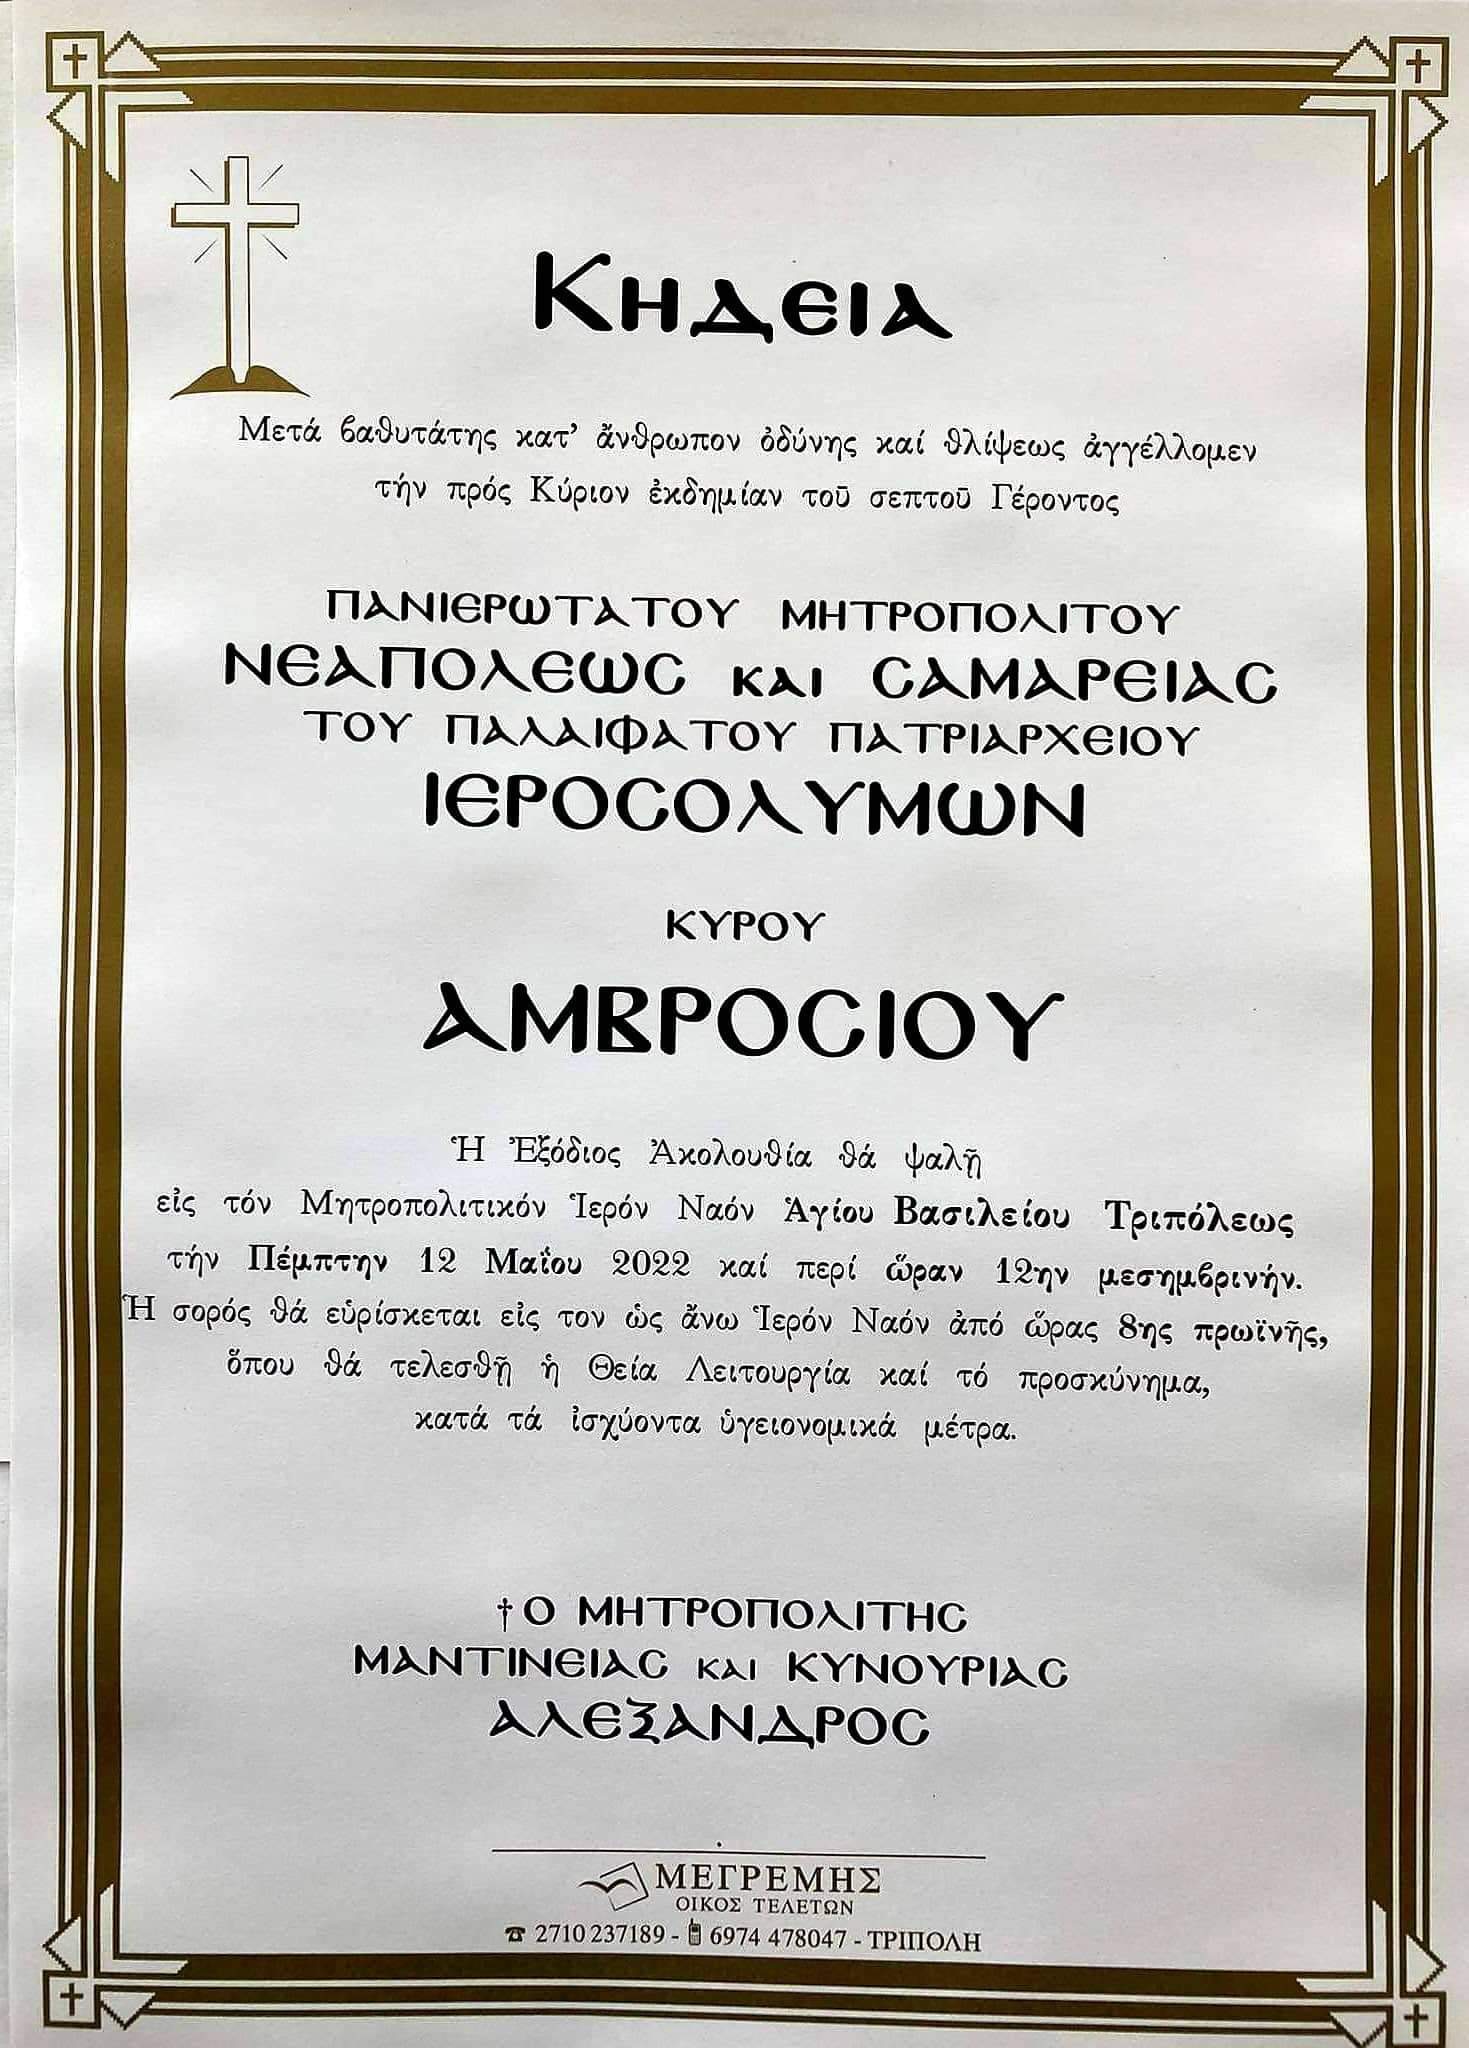 Κηδεια
Μετά βαθυτάτης κατ’ ἄνθρωπον ὀδύνης καί θλίψεως ἀγγέλλομεν
τήν πρός Κύριον ἐκδημίαν τοῦ σεπτοῦ Γέροντος
ΠΑΝΙΕΡΩΤΑΤΟΥ ΜΗΤΡΟΠΟΛΙΤΟΥ
ΝΕΑΠΟΛΕΩΣ ΚΑΙ ΣΑΜΑΡΕΙΑΣ
ΤΟΥ ΠΑΛΑΙΦΑΤΟΥ ΠΑΤΡΙΑΡΧΕΙΟΥ
ΙΕΡΟΣΟΛΥΜΩΝ
ΚΥΡΟΥ
ΑΜΒΡΟΣΙΟΥ
Ἡ Ἐξόδιος Ἀκολουθία θά ψαλῇ
εἰς τόν Μητροπολιτικόν Ἱερόν Ναόν Ἁγίου Βασιλείου Τριπόλεως
τήν Πέμπτην 12 Μαΐου 2022 καί περί ὥραν 12ην μεσημβρινήν.
Ἡ σορός θά εὑρίσκεται εἰς τον ὡς ἄνω Ἱερόν Ναόν ἀπό ὥρας 8ης πρωϊνῆς,
ὅπου θά τελεσθῇ ἡ Θεία Λειτουργία καί τό προσκύνημα,
κατά τά ἰσχύοντα ὑγειονομικά μέτρα.
† Ο ΜΗΤΡΟΠΟΛΙΤΗΣ
ΜΑΝΤΙΝΕΙΑΣ ΚΑΙ ΚΥΝΟΥΡΙΑΣ
ΑΛΕΞΑΝΔΡΟΣ
ΜΕΓΡΕΜΗΣ
ΟΙΚΟΣ ΤΕΛΕΤΩΝ
☎ 2710 237189 - 📱 6974 478047 - ΤΡΙΠΟΛΗ